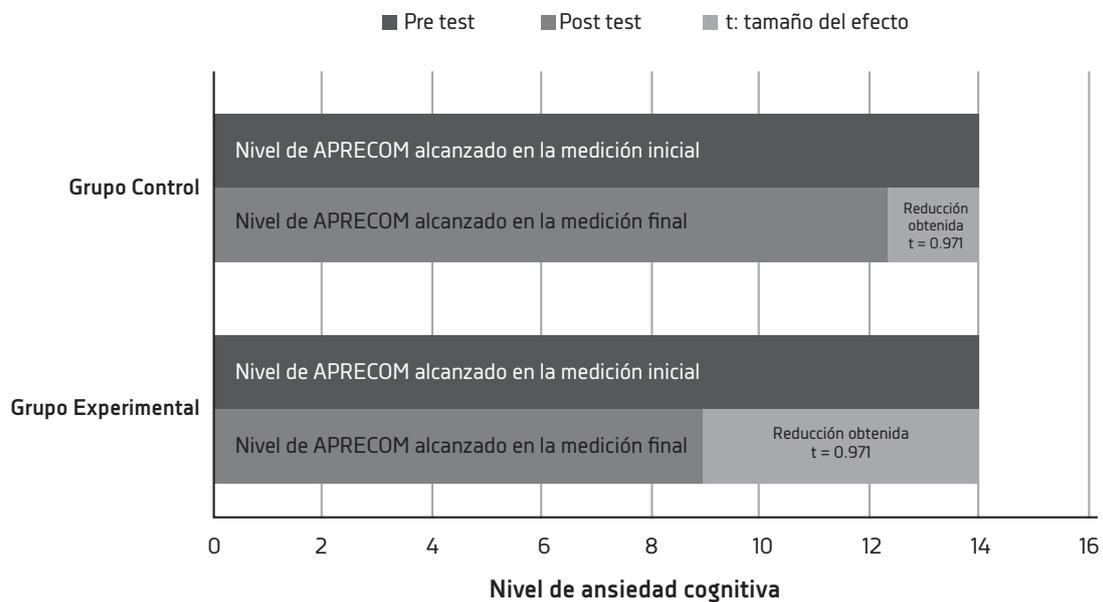 Pre test
Post test
t: tamaño del efecto
Grupo Control
Nivel de APRECOM alcanzado en la medición inicial
Nivel de APRECOM alcanzado en la medición final
Reducción
obtenida
t = 0.971
Grupo Experimental
Nivel de APRECOM alcanzado en la medición inicial
Nivel de APRECOM alcanzado en la medición final
Reducción obtenida
t = 0.971
0 2 4 6 8 10 12 14 16
Nivel de ansiedad cognitiva